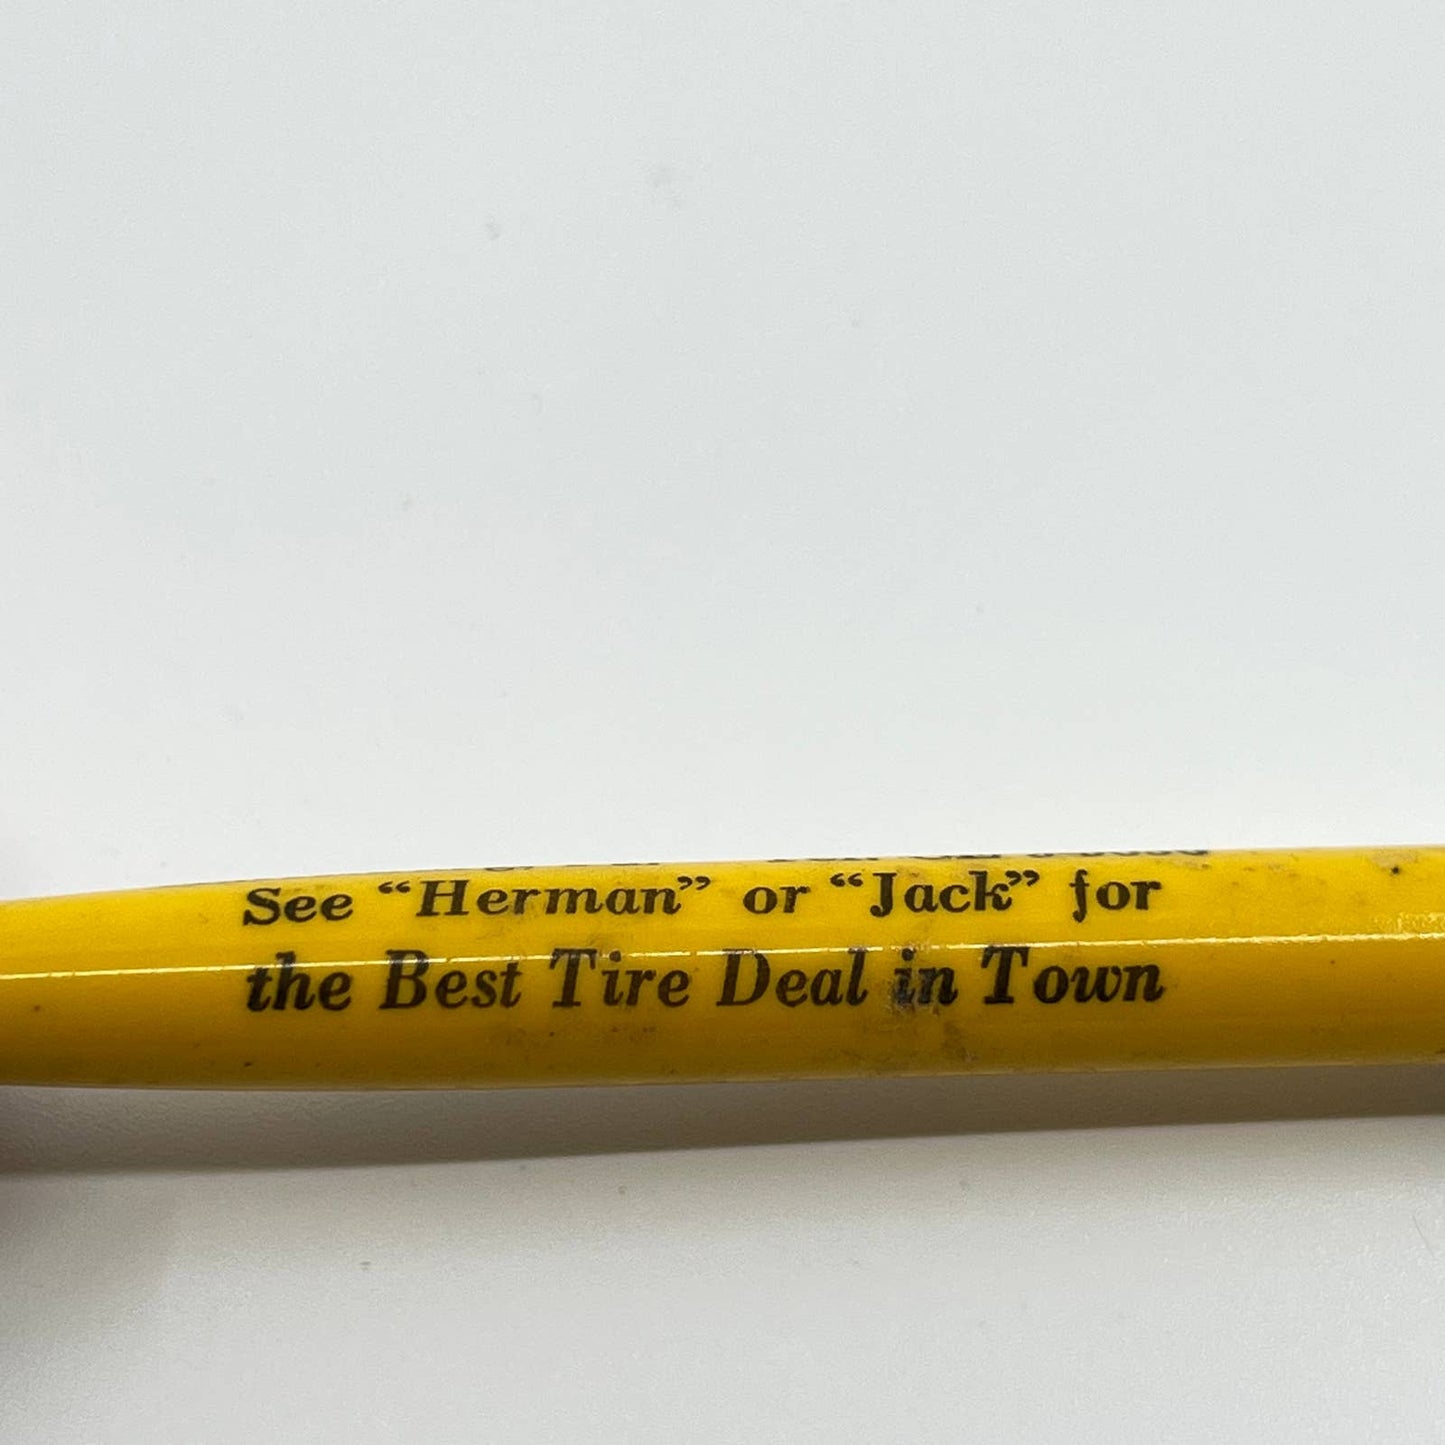 See “Herman” or “Jack” for
the Best Tire Deal in Town